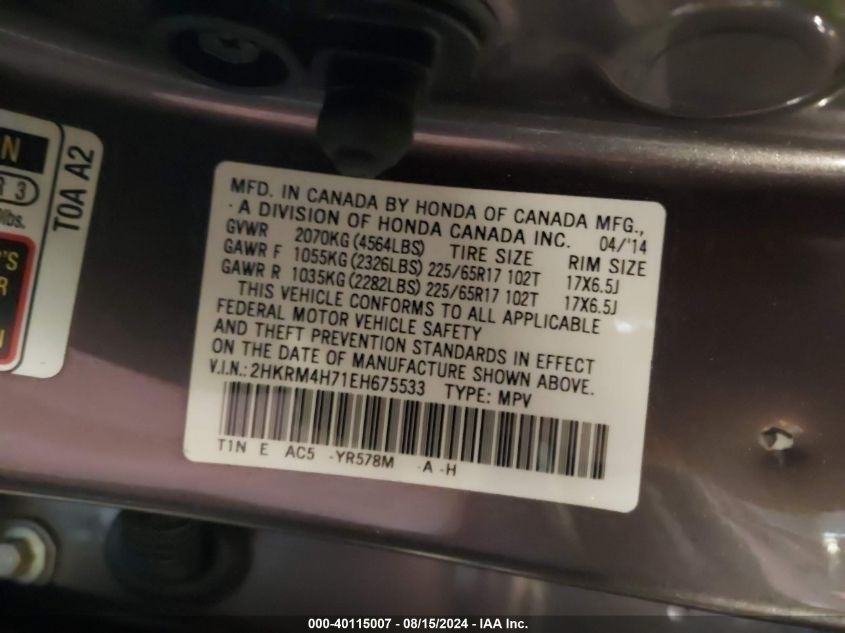 N
R 3
lbs.
T0A A2
'S
R
N
MFD. IN CANADA BY HONDA OF CANADA MFG.,
A DIVISION OF HONDA CANADA INC. 04/'14
GVWR 2070KG (4564LBS) TIRE SIZE RIM SIZE
GAWR F 1055KG (2326LBS) 225/65R17 102T 17X6.5J
GAWR R 1035KG (2282LBS) 225/65R17 102T 17X6.5J
THIS VEHICLE CONFORMS TO ALL APPLICABLE
FEDERAL MOTOR VEHICLE SAFETY
AND THEFT PREVENTION STANDARDS IN EFFECT
ON THE DATE OF MANUFACTURE SHOWN ABOVE.
V.I.N.: 2HKRM4H71EH675533 TYPE: MPV
T1N E AC5 -YR578M -A -H
000-40115007 - 08/15/2024 - IAA Inc.